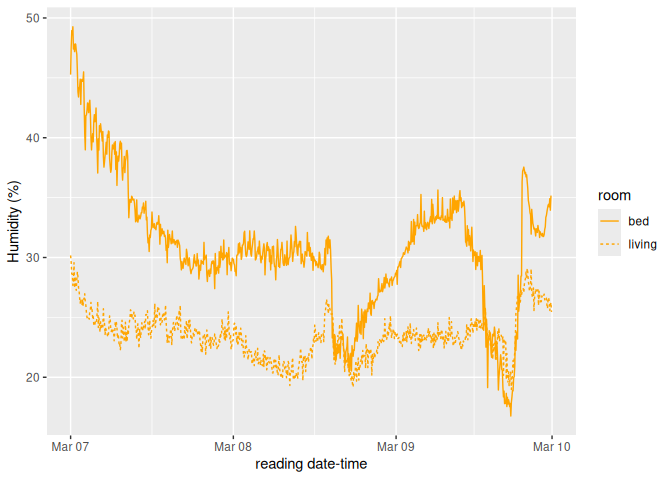 50
40
30
20
Humidity (%)
Mar 07
Mar 08
Mar 09
Mar 10
reading date-time
room
bed
living